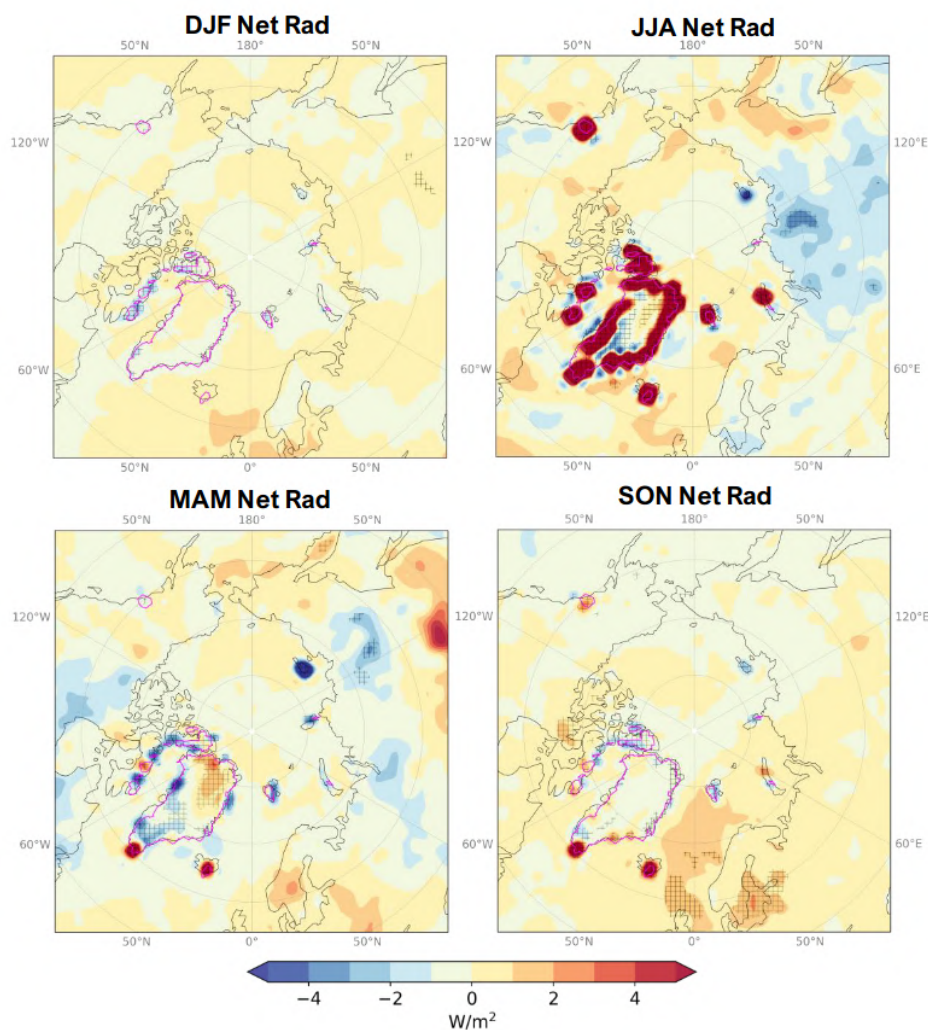 DJF Net Rad
JJA Net Rad
50°N 180° 50°N
50°N 180° 50°N
120°W
120°W
120°E
60°W
60°W
60°E
50°N 0° 50°N
50°N 0° 50°N
MAM Net Rad
SON Net Rad
50°N 180° 50°N
50°N 180° 50°N
120°W
120°W
120°E
60°W
60°W
60°E
50°N 0° 50°N
50°N 0° 50°N
−4 −2 0 2 4
W/m²